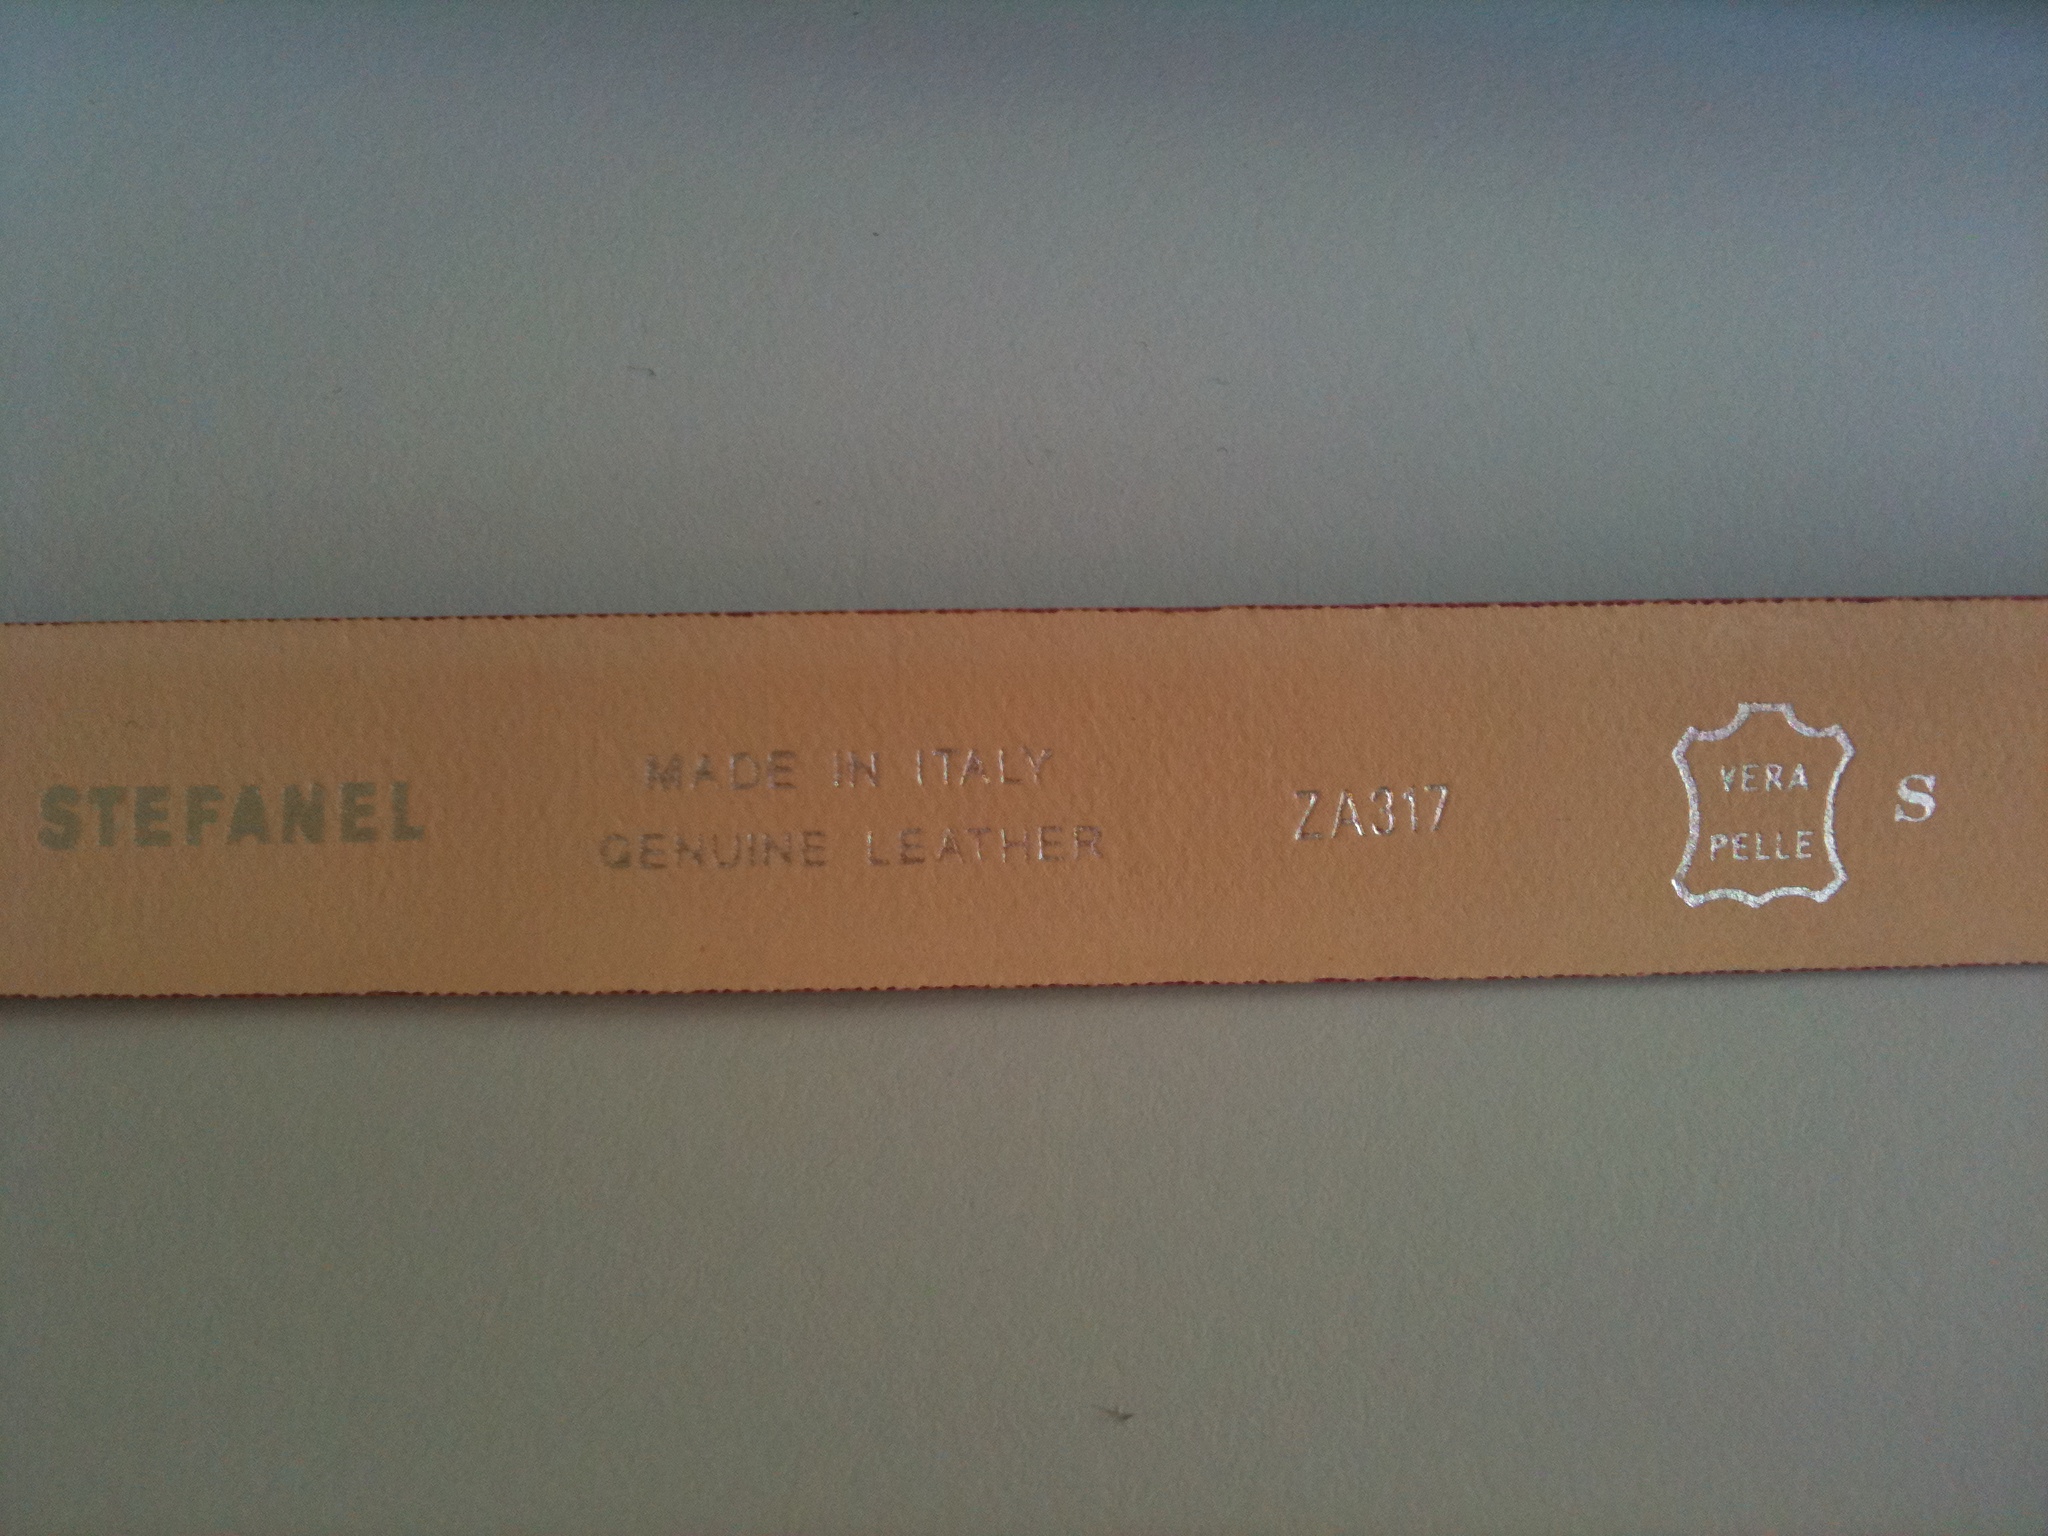 STEFANEL
MADE IN ITALY
GENUINE LEATHER
ZA317
VERA
PELLE
S